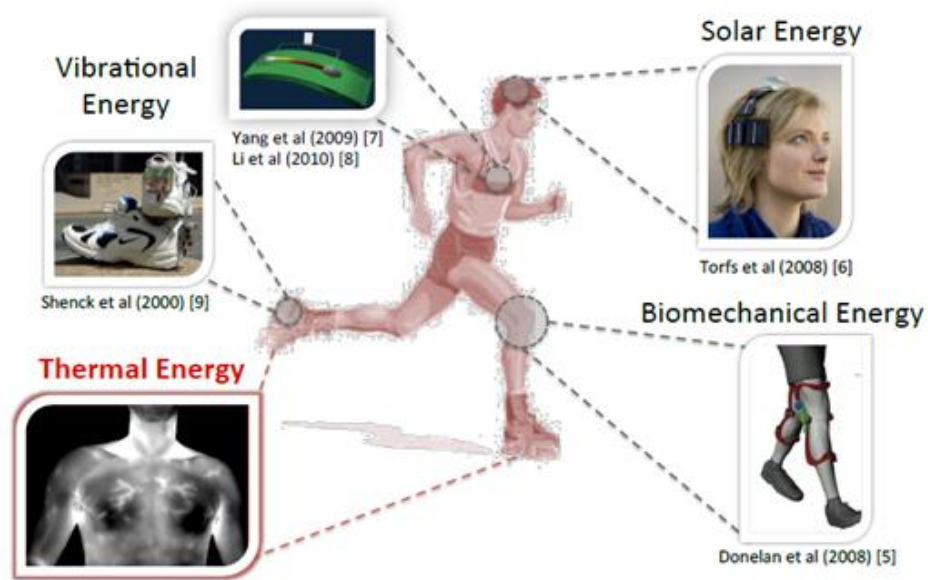 Solar Energy
Vibrational
Energy
Yang et al (2009) [7]
Li et al (2010) [8]
Torfs et al (2008) [6]
Shenck et al (2000) [9]
Biomechanical Energy
Thermal Energy
Donelan et al (2008) [5]